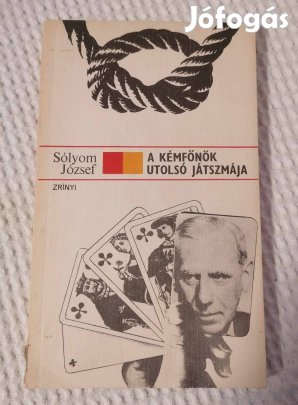 Jófogás
Sólyom
József
A KÉMFŐNÖK
UTOLSÓ JÁTSZMÁJA
ZRÍNYI